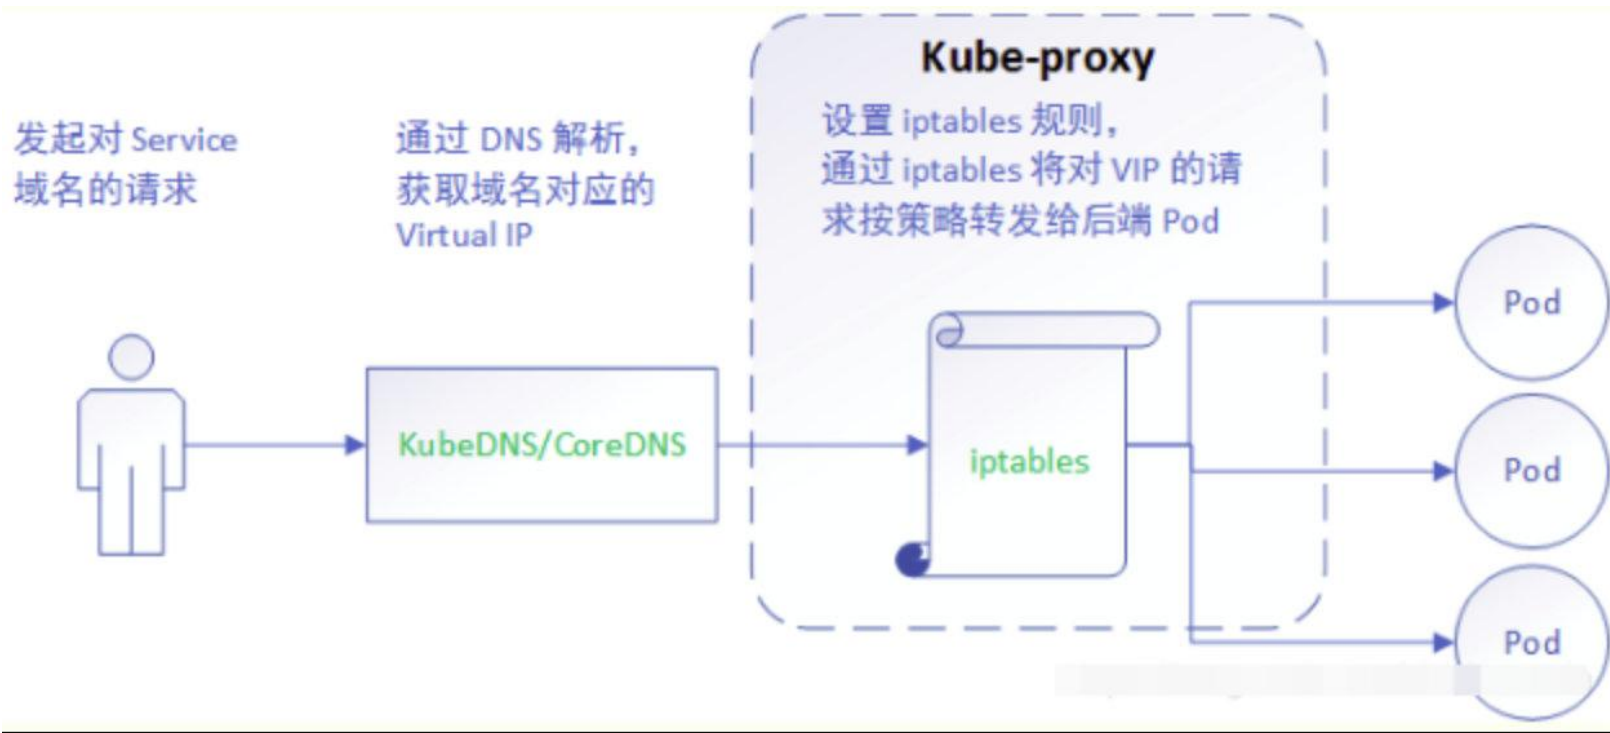 Kube-proxy
发起对 Service
域名的请求
通过 DNS 解析，
获取域名对应的
Virtual IP
设置 iptables 规则，
通过 iptables 将对 VIP 的请
求按策略转发给后端 Pod
KubeDNS/CoreDNS
iptables
Pod
Pod
Pod